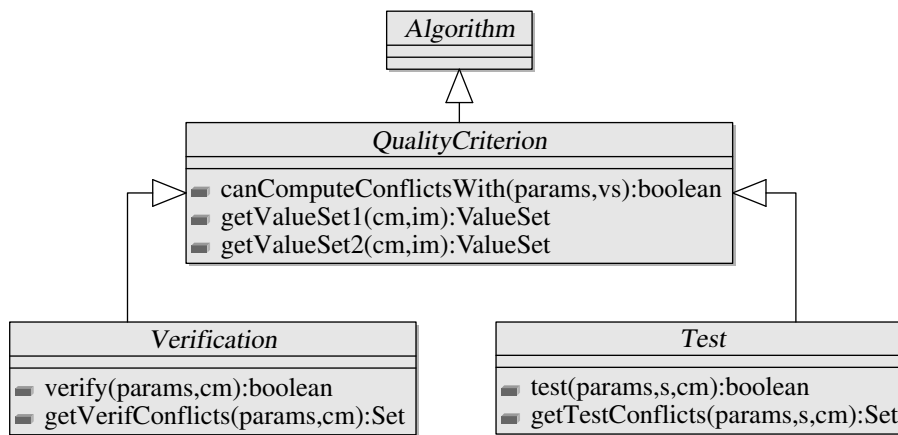 Algorithm
QualityCriterion
canComputeConflictsWith(params,vs):boolean
getValueSet1(cm,im):ValueSet
getValueSet2(cm,im):ValueSet
Verification
verify(params,cm):boolean
getVerifConflicts(params,cm):Set
Test
test(params,s,cm):boolean
getTestConflicts(params,s,cm):Set